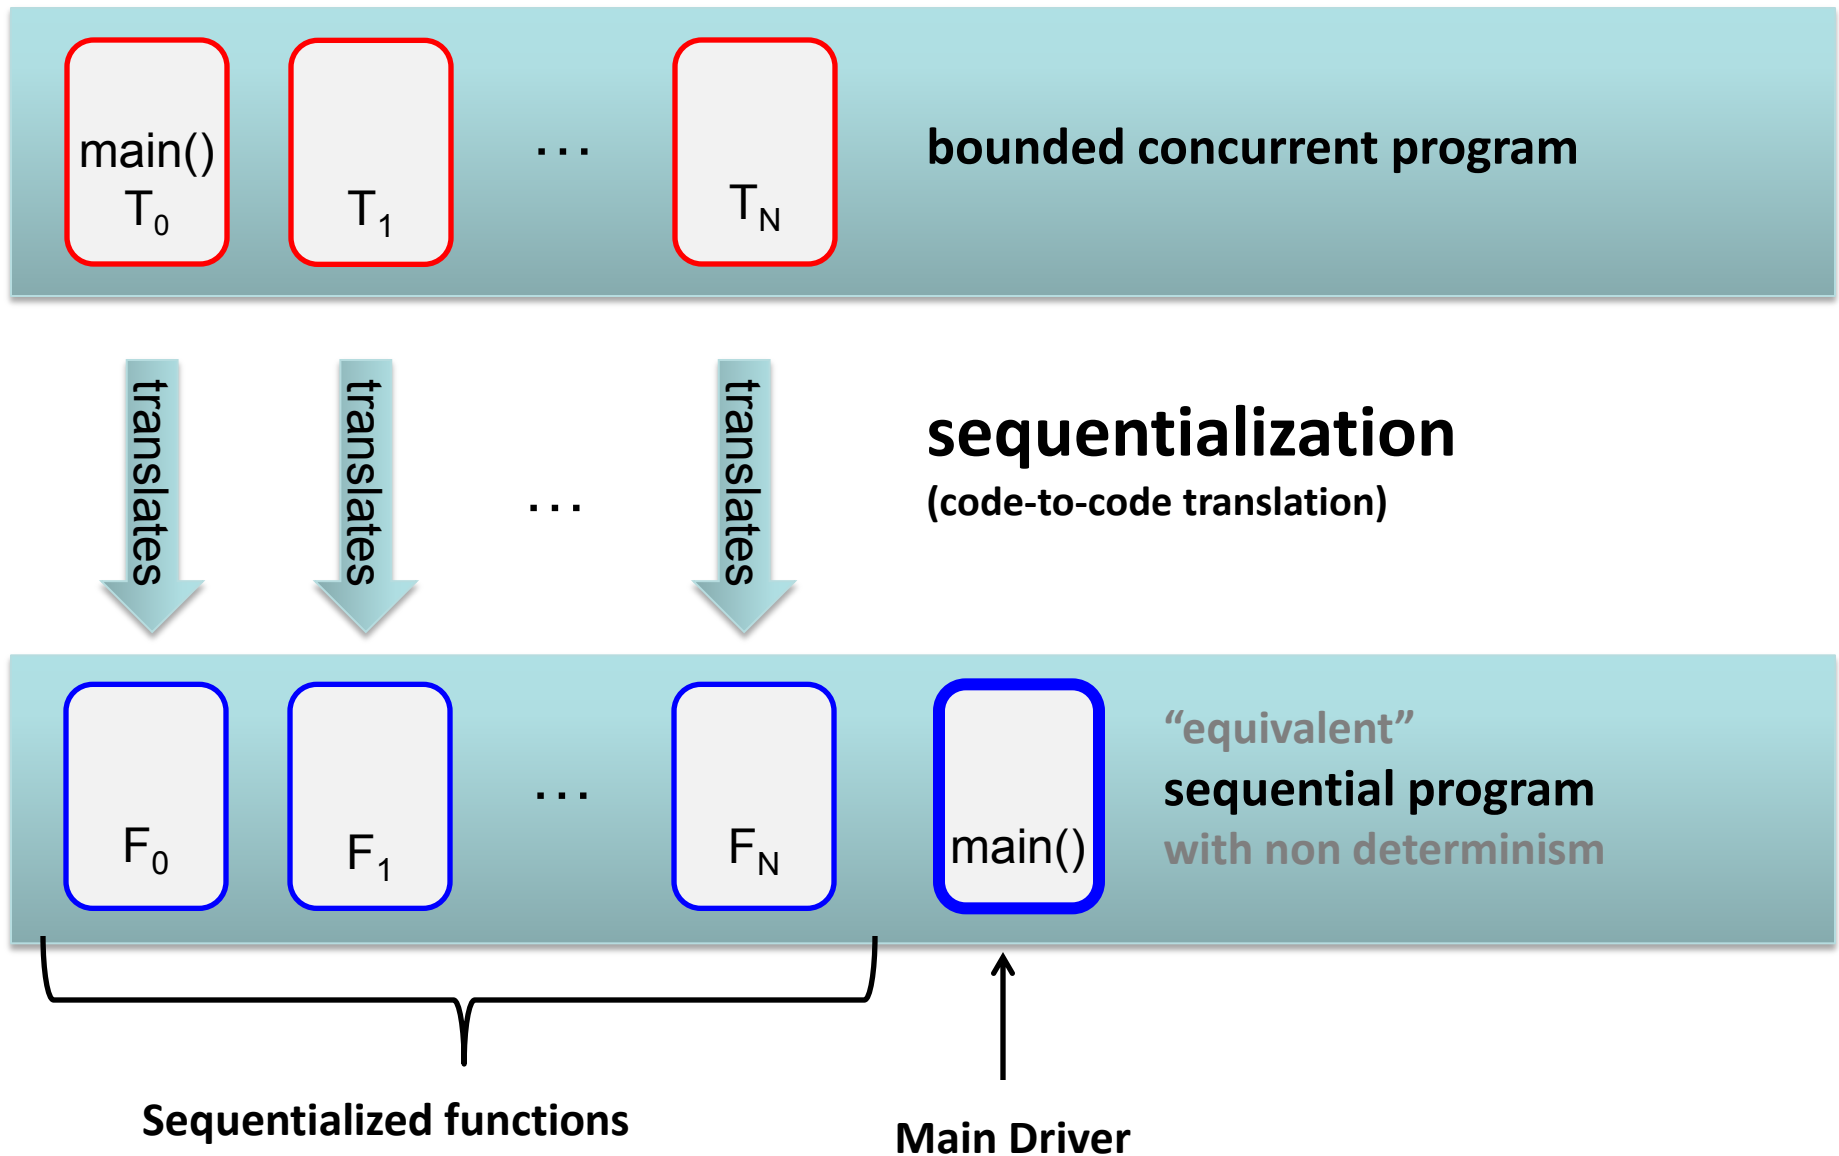 main()
T0
T1
...
TN
bounded concurrent program
translates
translates
...
translates
sequentialization
(code-to-code translation)
F0
F1
...
FN
main()
“equivalent”
sequential program
with non determinism
Sequentialized functions
Main Driver